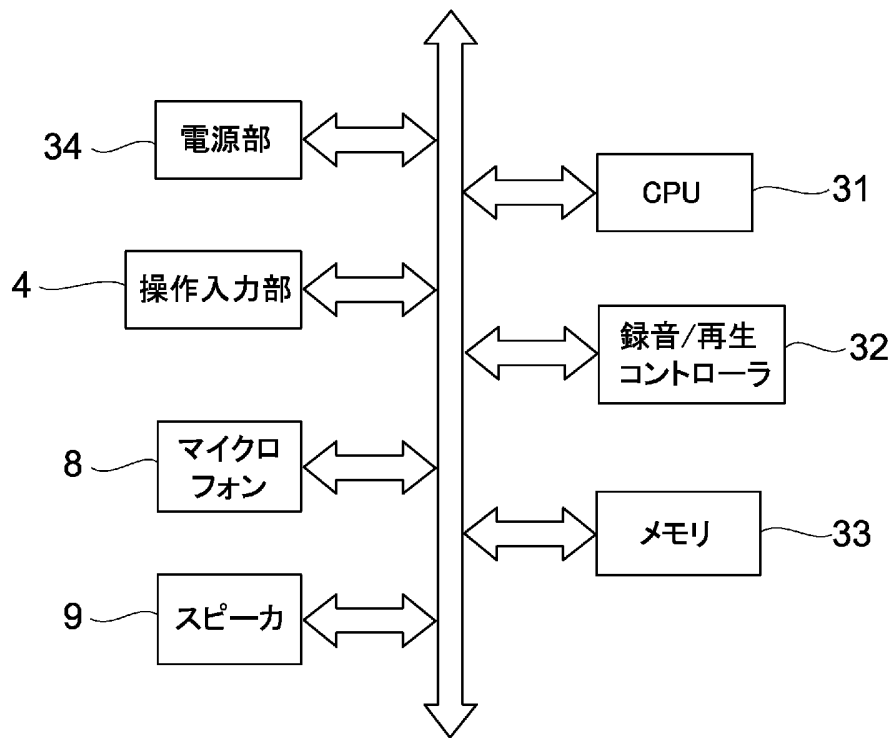 34
電源部
4
操作入力部
8
マイクロ
フォン
9
スピーカ
CPU
31
録音/再生
コントローラ
32
メモリ
33